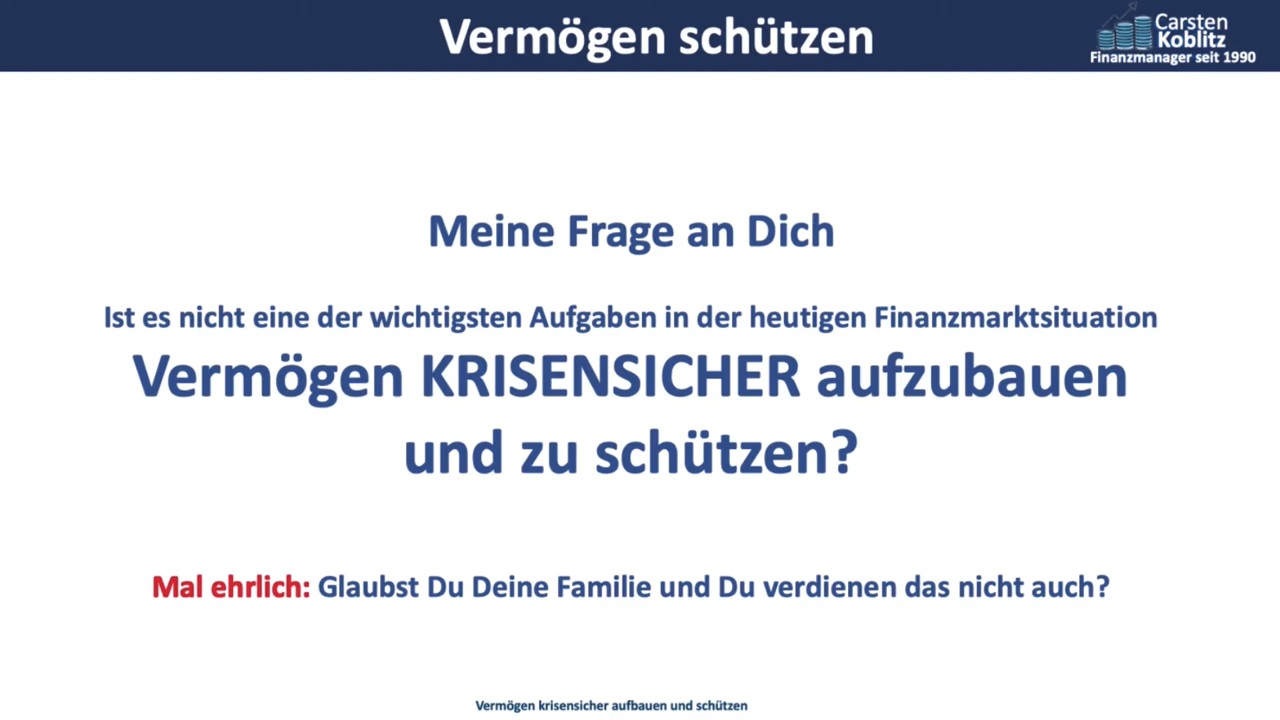 Vermögen schützen
Carsten
Koblitz
Finanzmanager seit 1990
Meine Frage an Dich
Ist es nicht eine der wichtigsten Aufgaben in der heutigen Finanzmarktsituation
Vermögen KRISENSICHER aufzubauen
und zu schützen?
Mal ehrlich: Glaubst Du Deine Familie und Du verdienen das nicht auch?
Vermögen krisensicher aufbauen und schützen